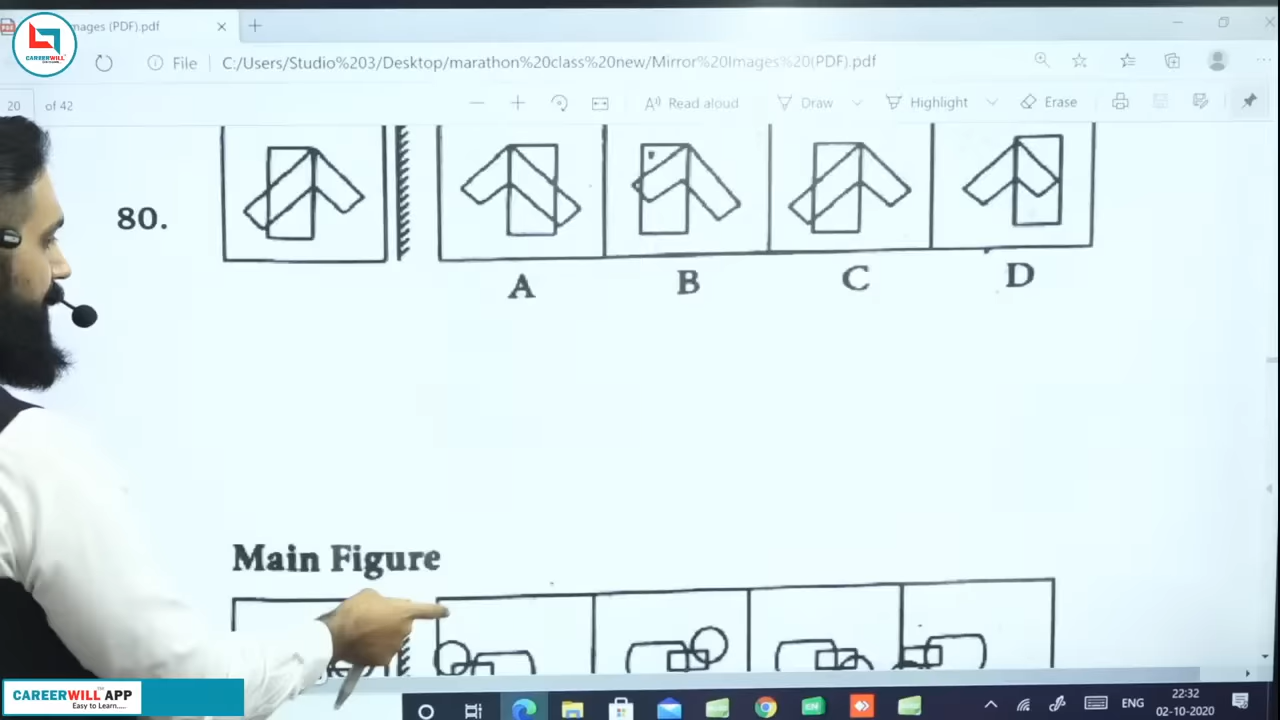 mages (PDF).pdf
CAREERWILL
File
C:/Users/Studio%203/Desktop/marathon%20class%20new/Mirror%20Images%20(PDF).pdf
20 of 42
Read aloud
Draw
Highlight
Erase
80.
A
B
C
D
Main Figure
CAREERWILL APP
Easy to Learn.....
ENG
22:32
02-10-2020